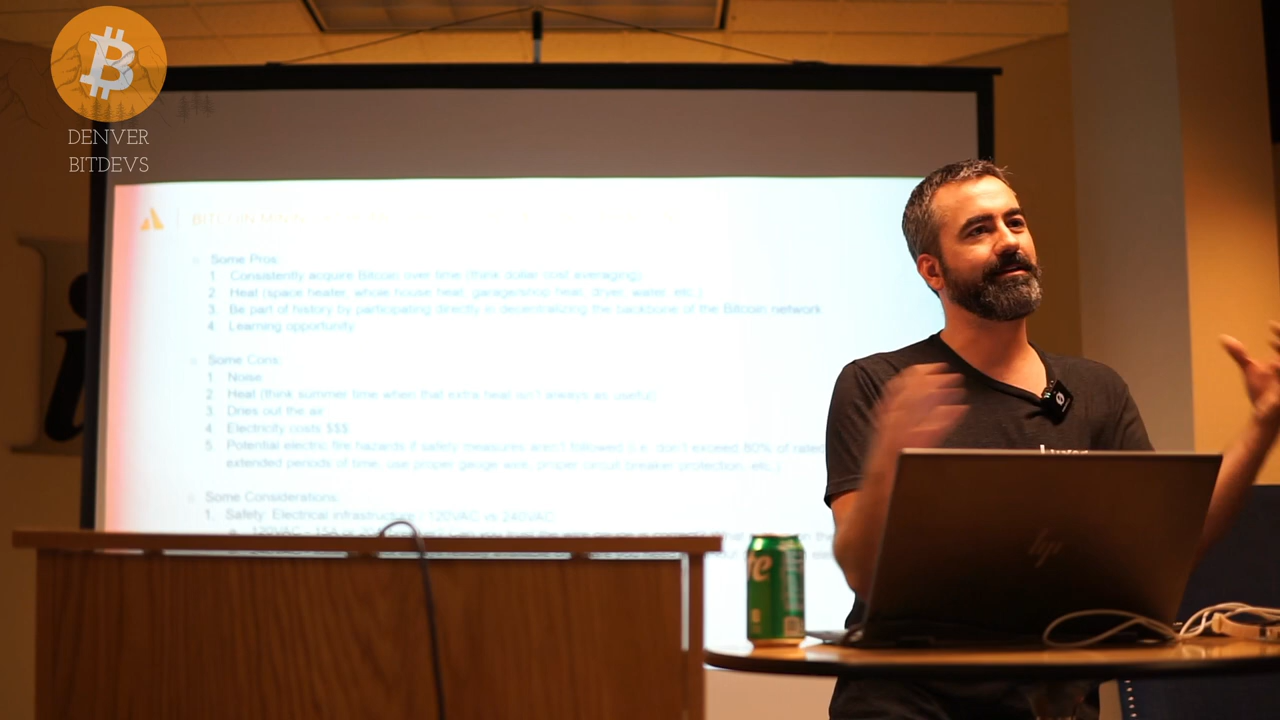 DENVER
BITDEVS
BITCOIN MINING
Some Pros:
1. Consistently acquire Bitcoin over time (think dollar cost averaging)
2. Heat (space heater, whole house heat, garage/shop heat, dryer, water, etc.)
3. Be part of history by participating directly in decentralizing the backbone of the Bitcoin network
4. Learning opportunity
Some Cons:
1. Noise
2. Heat (think summer time when that extra heat isn't always as useful)
3. Dries out the air
4. Electricity costs $$$
5. Potential electric fire hazards if safety measures aren't followed (i.e. don't exceed 80% of rated
extended periods of time, use proper gauge wire, proper circuit breaker protection, etc.)
Some Considerations:
1. Safety: Electrical infrastructure - 120VAC vs 240VAC
120VAC - 15A
hp